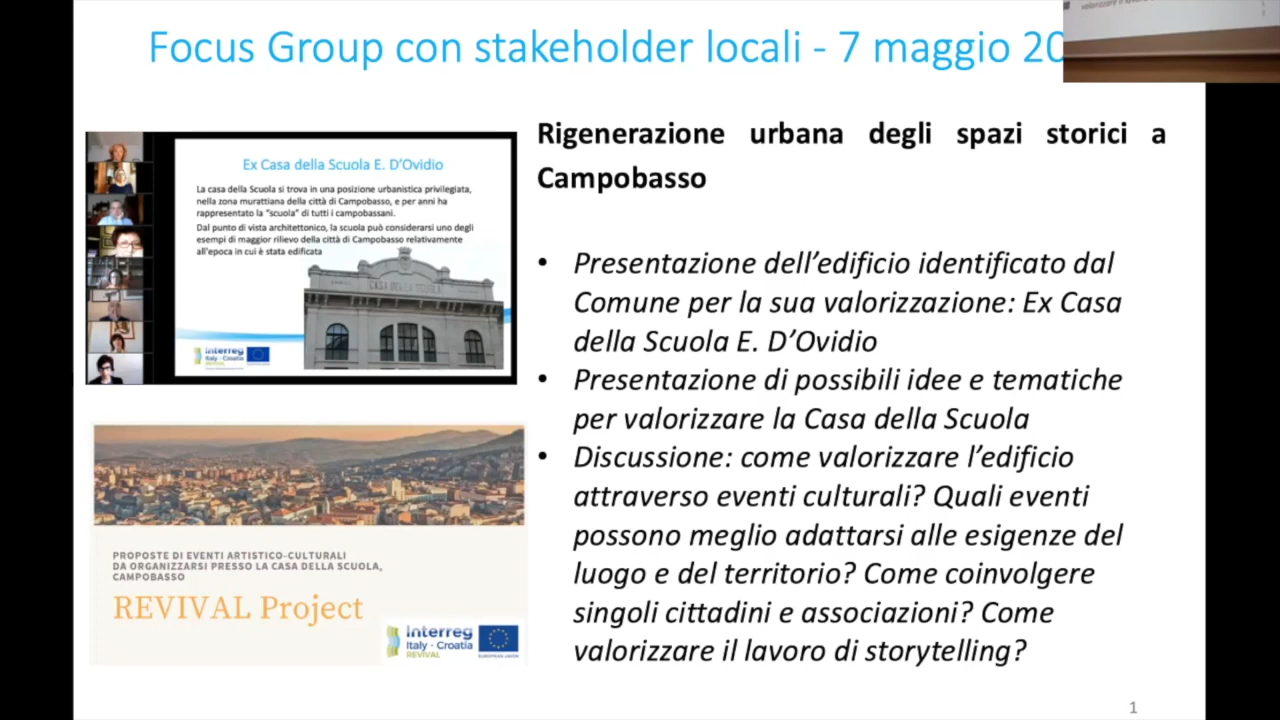 Focus Group con stakeholder locali - 7 maggio 20
valorizzare il lavoro
Ex Casa della Scuola E. D'Ovidio
La casa della Scuola si trova in una posizione urbanistica privilegiata,
nella zona murattiana della città di Campobasso, e per anni ha
rappresentato la "scuola" di tutti i campobassani.
Dal punto di vista architettonico, la scuola può considerarsi uno degli
esempi di maggior rilievo della città di Campobasso relativamente
all'epoca in cui è stata edificata
CASA DELLA SCUOLA
Interreg
Italy - Croatia
REVIVAL
Rigenerazione urbana degli spazi storici a
Campobasso
• Presentazione dell’edificio identificato dal
Comune per la sua valorizzazione: Ex Casa
della Scuola E. D’Ovidio
• Presentazione di possibili idee e tematiche
per valorizzare la Casa della Scuola
• Discussione: come valorizzare l’edificio
attraverso eventi culturali? Quali eventi
possono meglio adattarsi alle esigenze del
luogo e del territorio? Come coinvolgere
singoli cittadini e associazioni? Come
valorizzare il lavoro di storytelling?
PROPOSTE DI EVENTI ARTISTICO-CULTURALI
DA ORGANIZZARSI PRESSO LA CASA DELLA SCUOLA,
CAMPOBASSO
REVIVAL Project
Interreg
Italy - Croatia
REVIVAL
EUROPEAN UNION
1